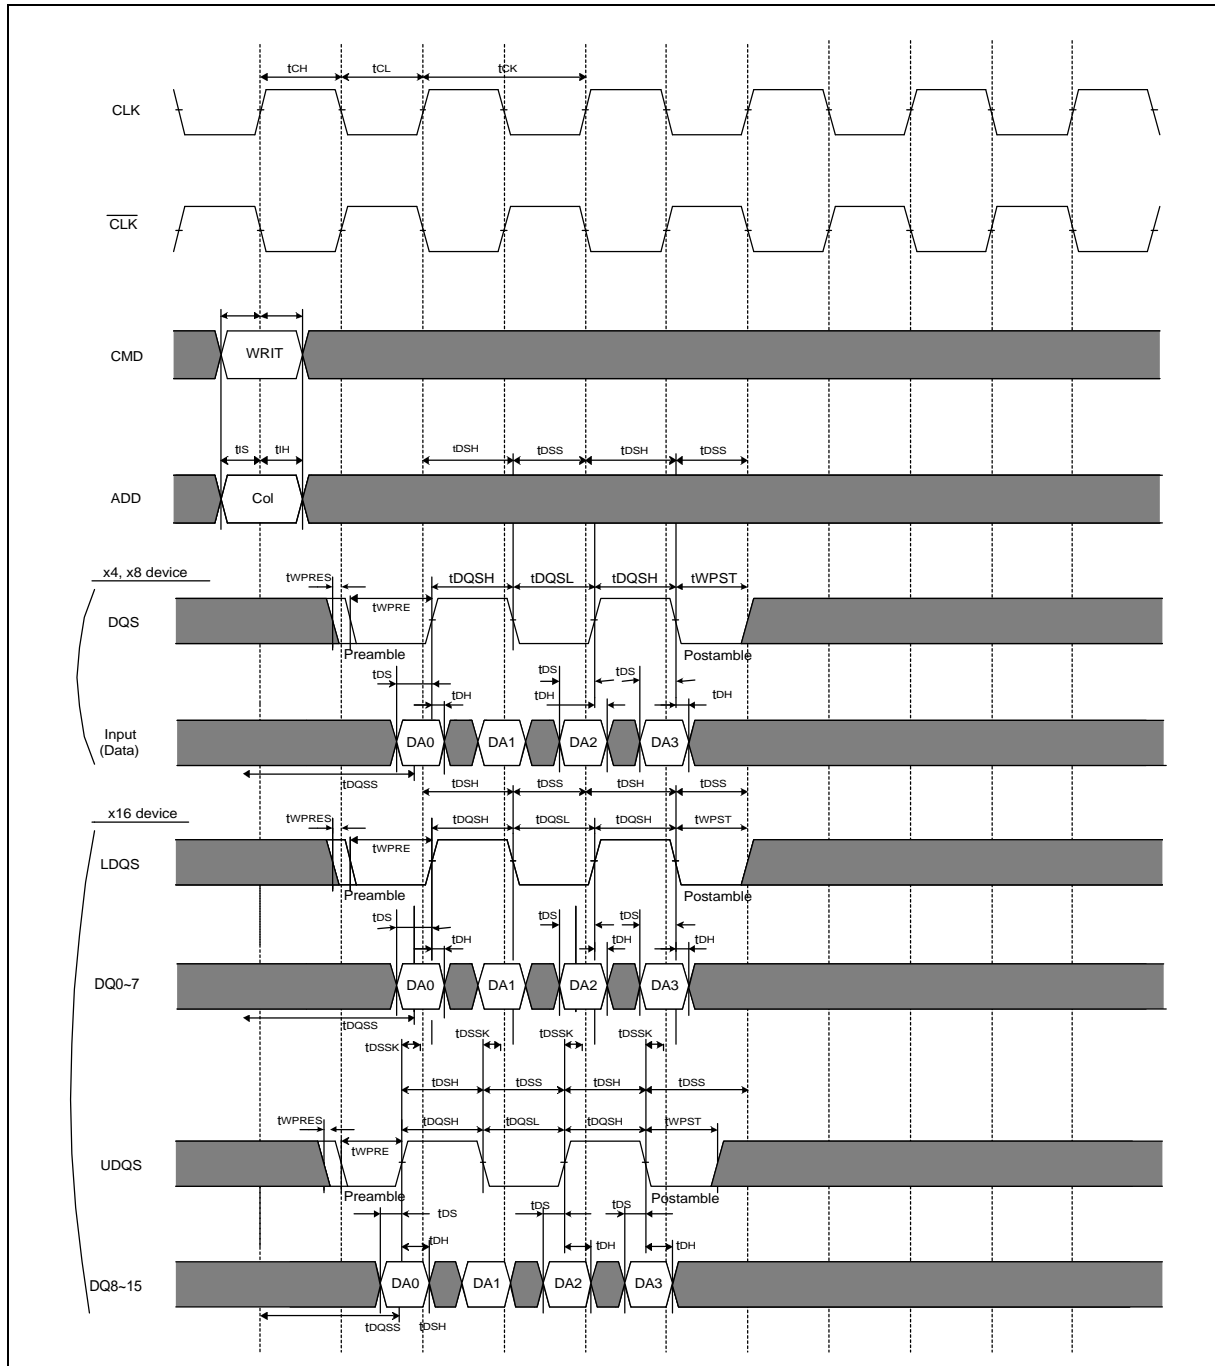 tCH tCL tCK
CLK
CLK
CMD WRIT
tIS tIH tDSH tDSS tDSH tDSS
ADD Col
x4, x8 device
tWPRES tDQSH tDQSL tDQSH tWPST
tWPRE
DQS
Preamble Postamble
tDS tDS tDS
tDH tDH tDH
Input
(Data)
DA0 DA1 DA2 DA3
tDQSS
tDSH tDSS tDSH tDSS
x16 device
tWPRES tDQSH tDQSL tDQSH tWPST
tWPRE
LDQS
Preamble Postamble
tDS tDS tDS
tDH tDH tDH
DQ0~7 DA0 DA1 DA2 DA3
tDQSS
tDSSK tDSSK tDSSK tDSSK
tDSH tDSS tDSH tDSS
tWPRES tDQSH tDQSL tDQSH tWPST
tWPRE
UDQS
Preamble Postamble
tDS tDS tDS
tDH tDH tDH
DQ8~15 DA0 DA1 DA2 DA3
tDQSS tDSH